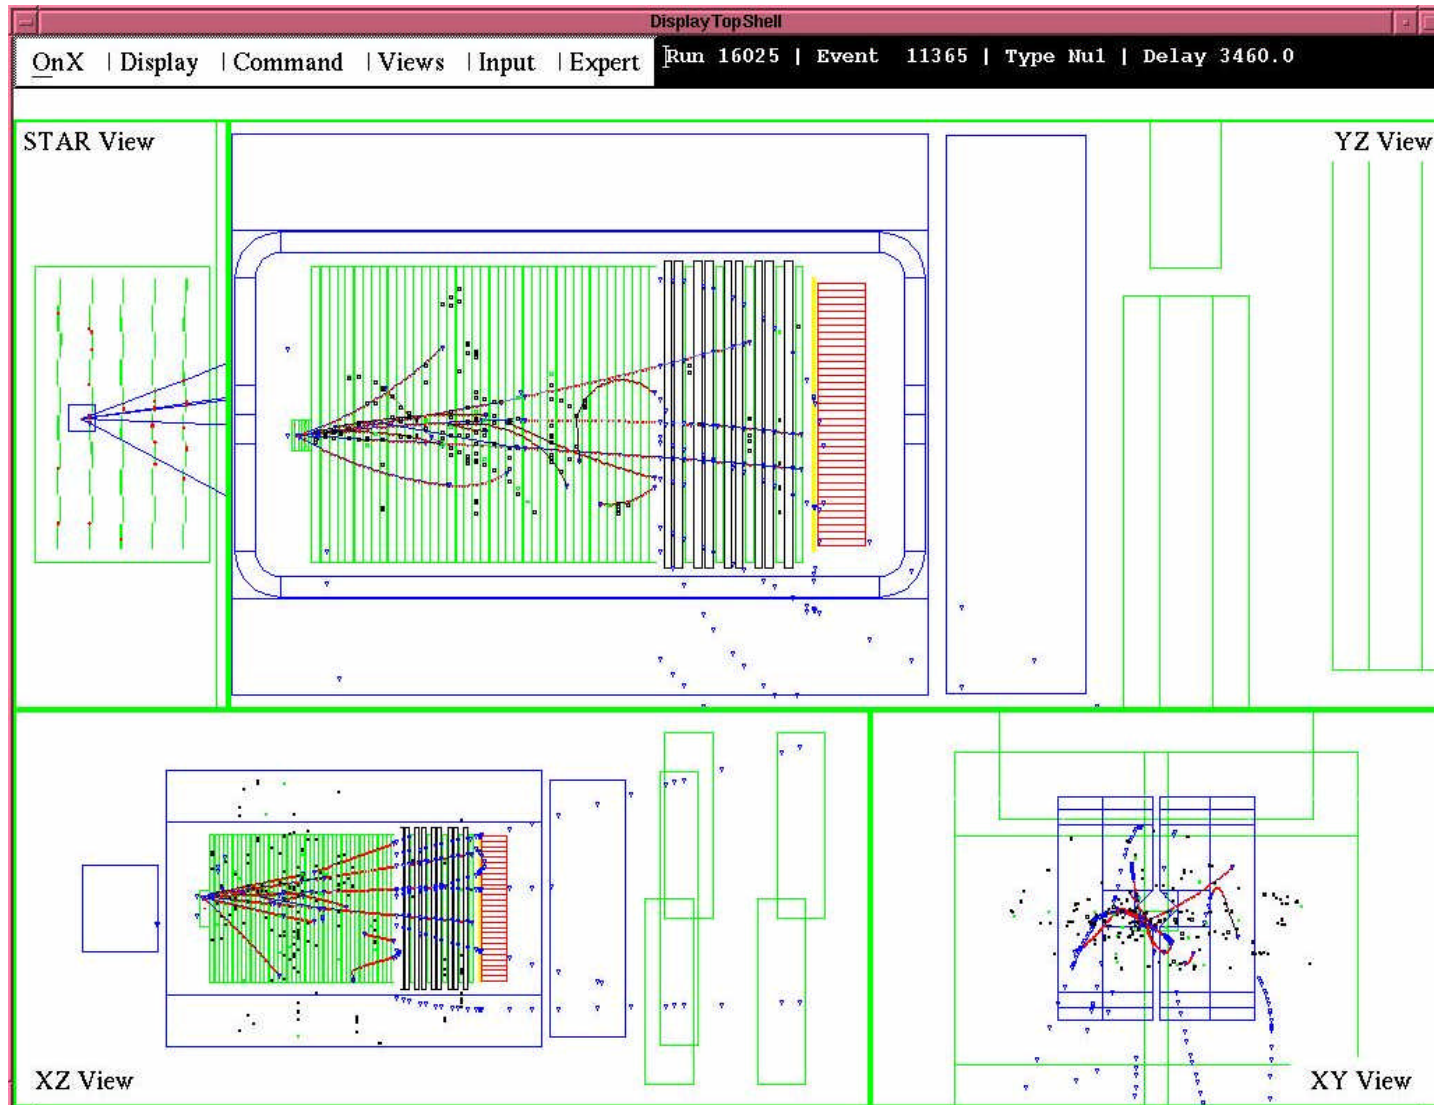 DisplayTopShell
OnX | Display | Command | Views | Input | Expert
Run 16025 | Event 11365 | Type Nu1 | Delay 3460.0
STAR View
YZ View
XZ View
XY View